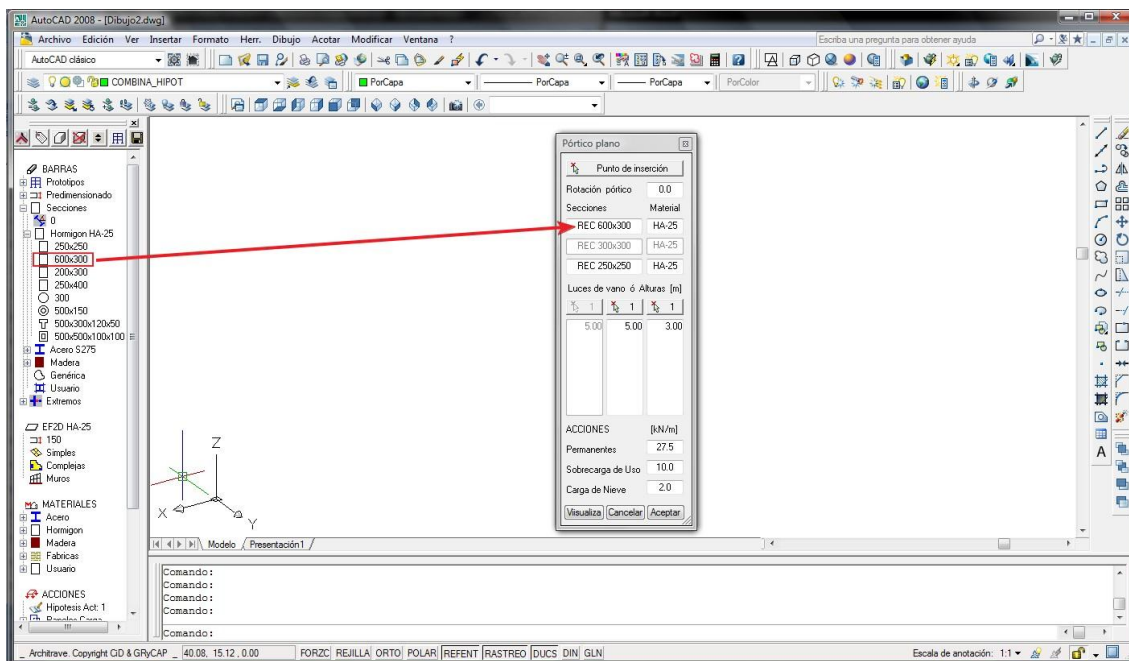 AutoCAD 2008 - [Dibujo2.dwg]
Archivo Edición Ver Insertar Formato Herr. Dibujo Acotar Modificar Ventana ? Escriba una pregunta para obtener ayuda
AutoCAD clásico
COMBINA_HIPOT PorCapa PorCapa PorCapa PorColor
BARRAS
Prototipos
Predimensionado
Secciones
0
Hormigon HA-25
250x250
600x300
200x300
250x400
300
500x150
500x300x120x50
500x500x100x100
Acero S275
Madera
Genérica
Usuario
Extremos
EF2D HA-25
150
Simples
Complejas
Muros
MATERIALES
Acero
Hormigon
Madera
Fabricas
Usuario
ACCIONES
Hipotesis Act: 1
Paneles Carga
Pórtico plano
Punto de inserción
Rotación pórtico 0.0
Secciones Material
REC 600x300 HA-25
REC 300x300 HA-25
REC 250x250 HA-25
Luces de vano ó Alturas [m]
1 1 1
5.00 5.00 3.00
ACCIONES [kN/m]
Permanentes 27.5
Sobrecarga de Uso 10.0
Carga de Nieve 2.0
Visualiza Cancelar Aceptar
Z
X
Y
A
A
Modelo Presentación1
Comando:
Comando:
Comando:
Comando:
Comando:
_ Architrave. Copyright CiD & GRyCAP _ 40.08, 15.12 , 0.00 FORZC REJILLA ORTO POLAR REFENT RASTREO DUCS DIN GLN Escala de anotación: 1:1